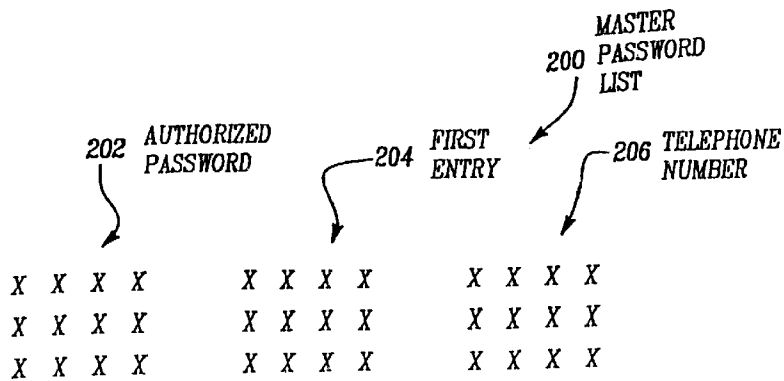 200 MASTER
PASSWORD
LIST
202 AUTHORIZED
PASSWORD
204 FIRST
ENTRY
206 TELEPHONE
NUMBER
X X X X X X X X X X X X
X X X X X X X X X X X X
X X X X X X X X X X X X